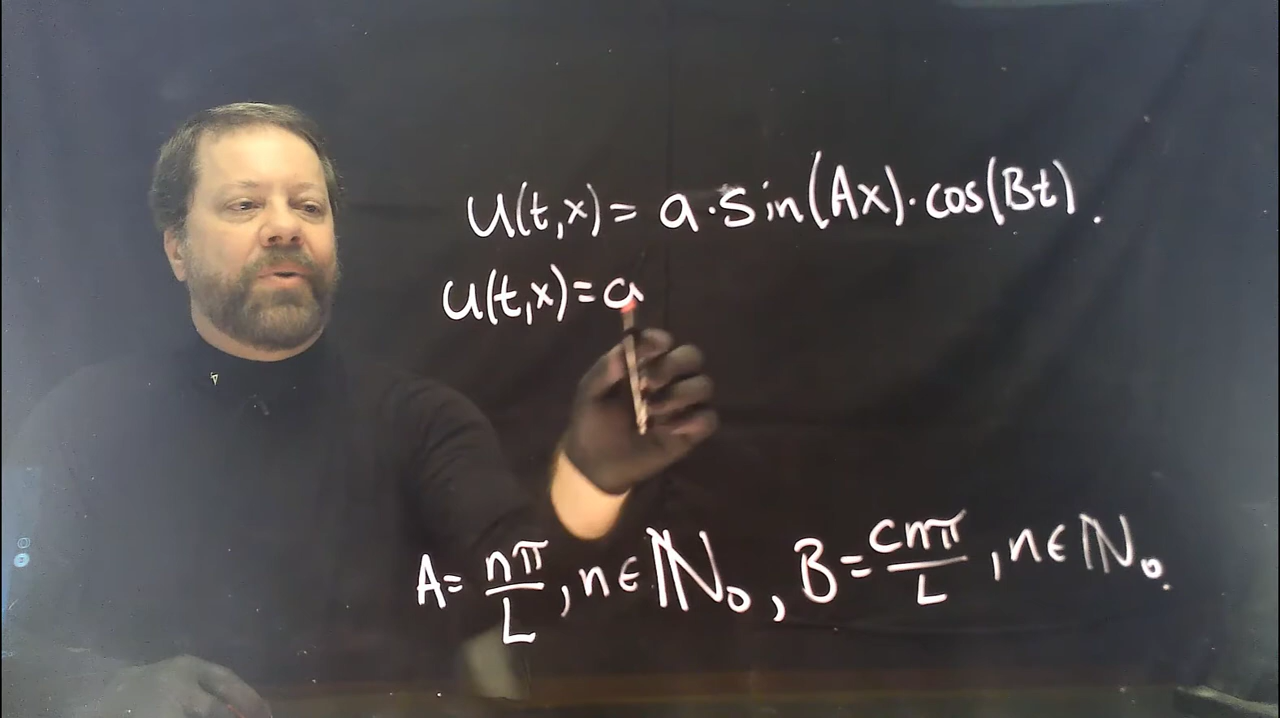 u(t,x) = a·sin(Ax)·cos(Bt).
u(t,x) = a
A = nπ/L, n ∈ ℕ₀, B = cnπ/L, n ∈ ℕ₀.